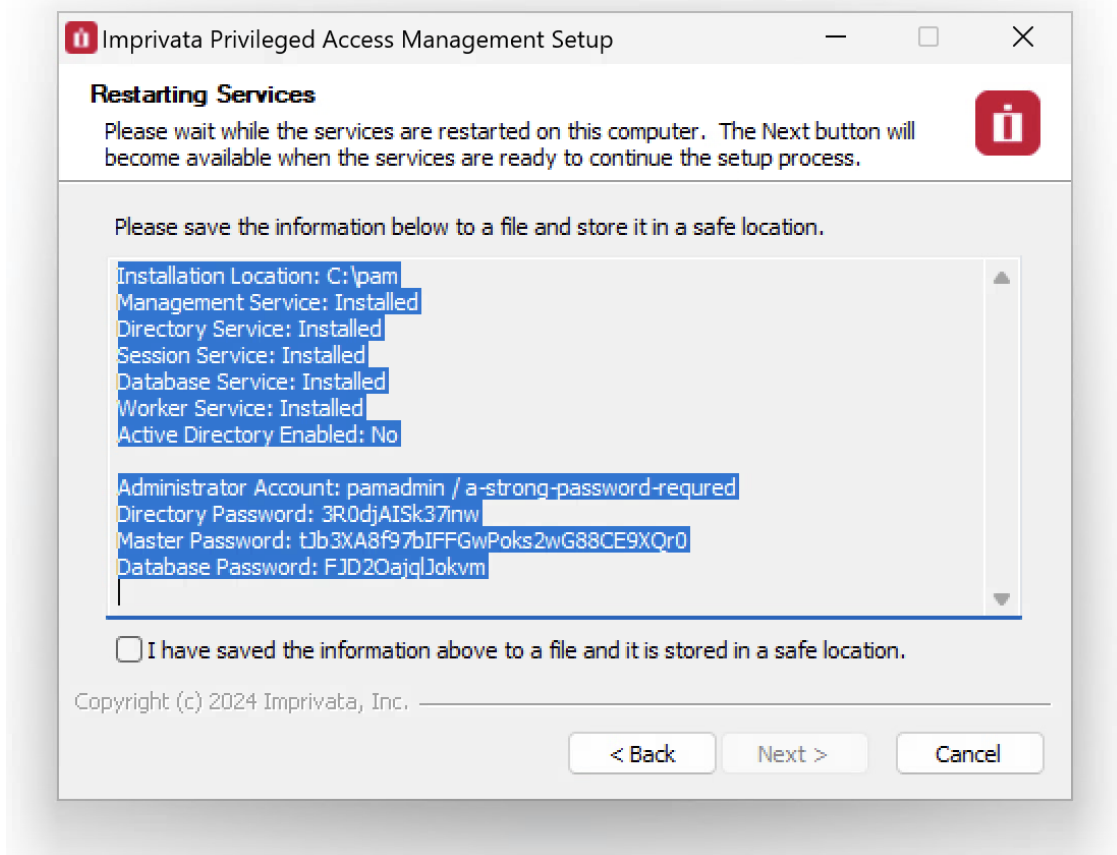 Imprivata Privileged Access Management Setup
Restarting Services
Please wait while the services are restarted on this computer. The Next button will
become available when the services are ready to continue the setup process.
Please save the information below to a file and store it in a safe location.
Installation Location: C:\pam
Management Service: Installed
Directory Service: Installed
Session Service: Installed
Database Service: Installed
Worker Service: Installed
Active Directory Enabled: No
Administrator Account: pamadmin / a-strong-password-requred
Directory Password: 3R0djAISk37inw
Master Password: tJb3XA8f97bIFFGwPoks2wG88CE9XQr0
Database Password: FJD2OajqlJokvm
I have saved the information above to a file and it is stored in a safe location.
Copyright (c) 2024 Imprivata, Inc.
< Back
Next >
Cancel